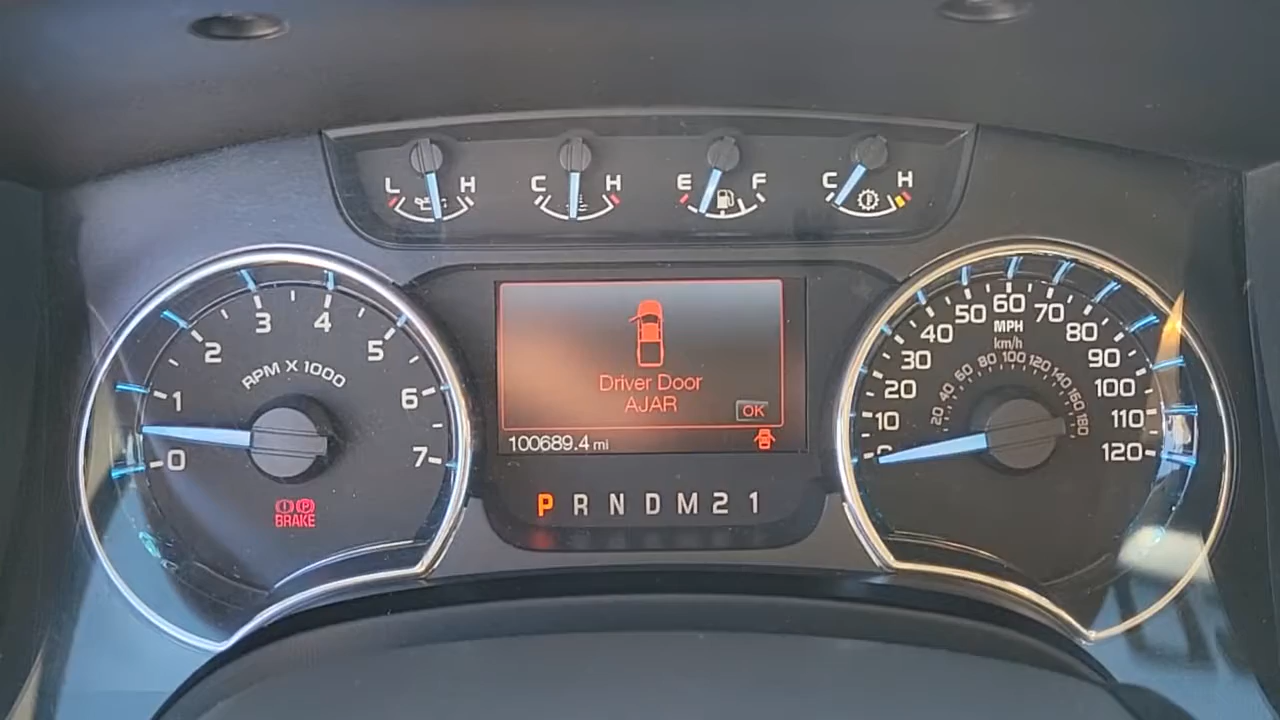 L H C H E F C H
0 1 2 3 4 5 6 7
RPM X 1000
BRAKE
Driver Door
AJAR
OK
100689.4 mi
P R N D M 2 1
10 20 30 40 50 60 70 80 90 100 110 120
MPH
km/h
20 40 60 80 100 120 140 160 180